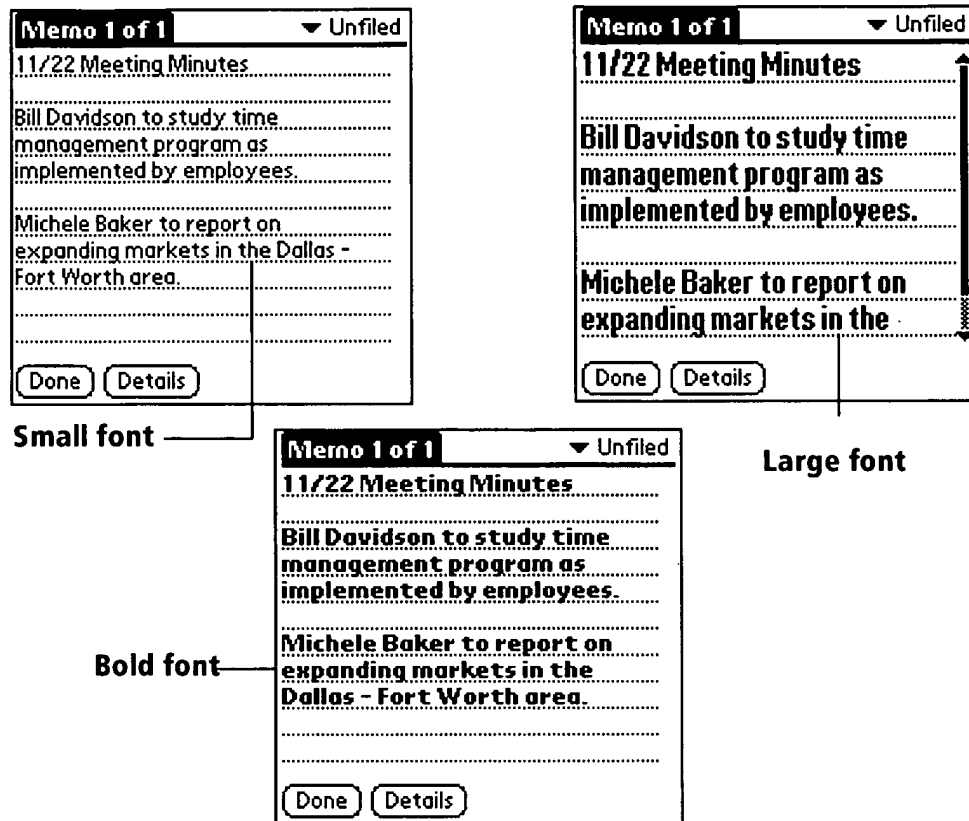 Memo 1 of 1
Unfiled
11/22 Meeting Minutes
Bill Davidson to study time
management program as
implemented by employees.
Michele Baker to report on
expanding markets in the Dallas -
Fort Worth area.
Done
Details
Small font
Memo 1 of 1
Unfiled
11/22 Meeting Minutes
Bill Davidson to study time
management program as
implemented by employees.
Michele Baker to report on
expanding markets in the
Done
Details
Large font
Memo 1 of 1
Unfiled
11/22 Meeting Minutes
Bill Davidson to study time
management program as
implemented by employees.
Michele Baker to report on
expanding markets in the
Dallas - Fort Worth area.
Done
Details
Bold font